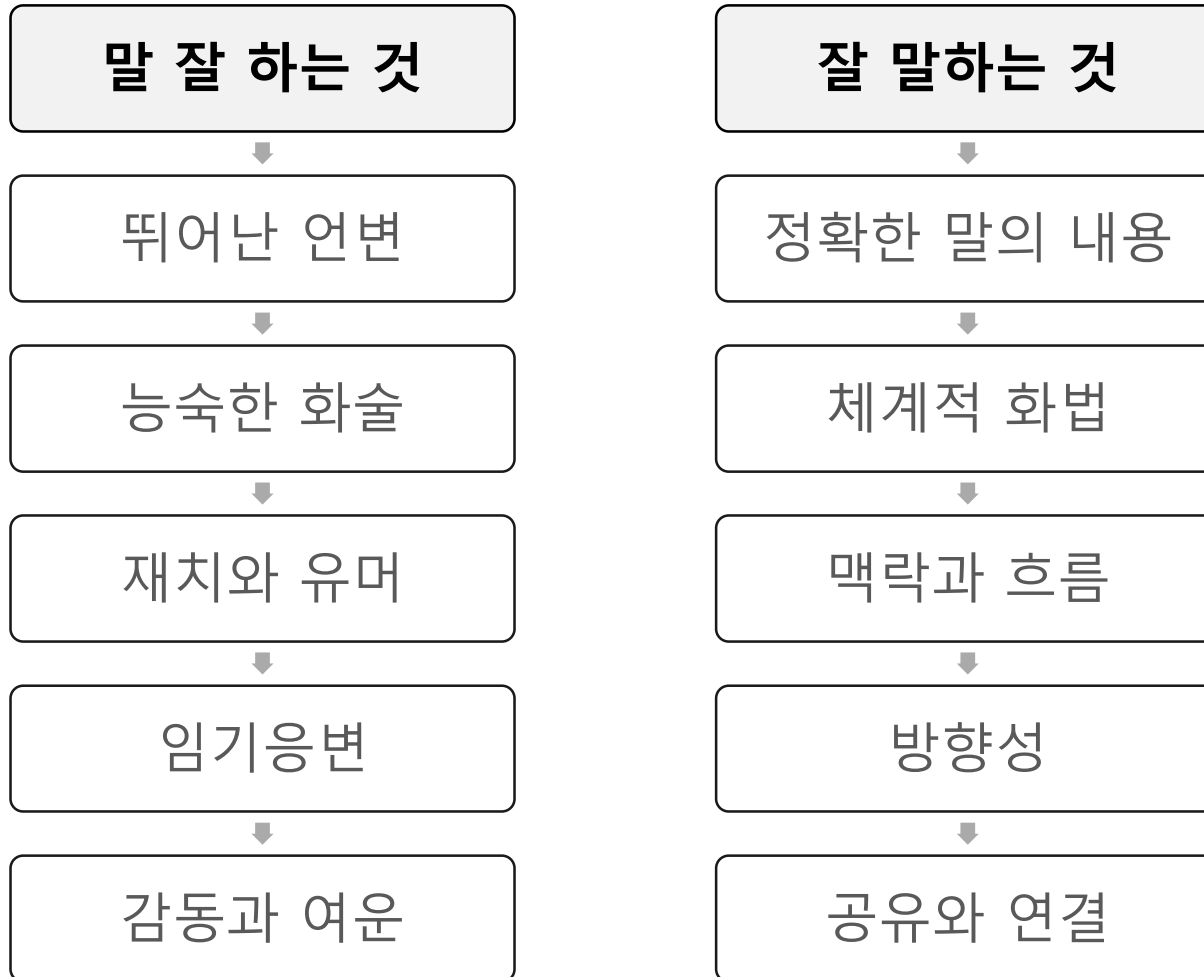 말 잘 하는 것
뛰어난 언변
능숙한 화술
재치와 유머
임기응변
감동과 여운
잘 말하는 것
정확한 말의 내용
체계적 화법
맥락과 흐름
방향성
공유와 연결